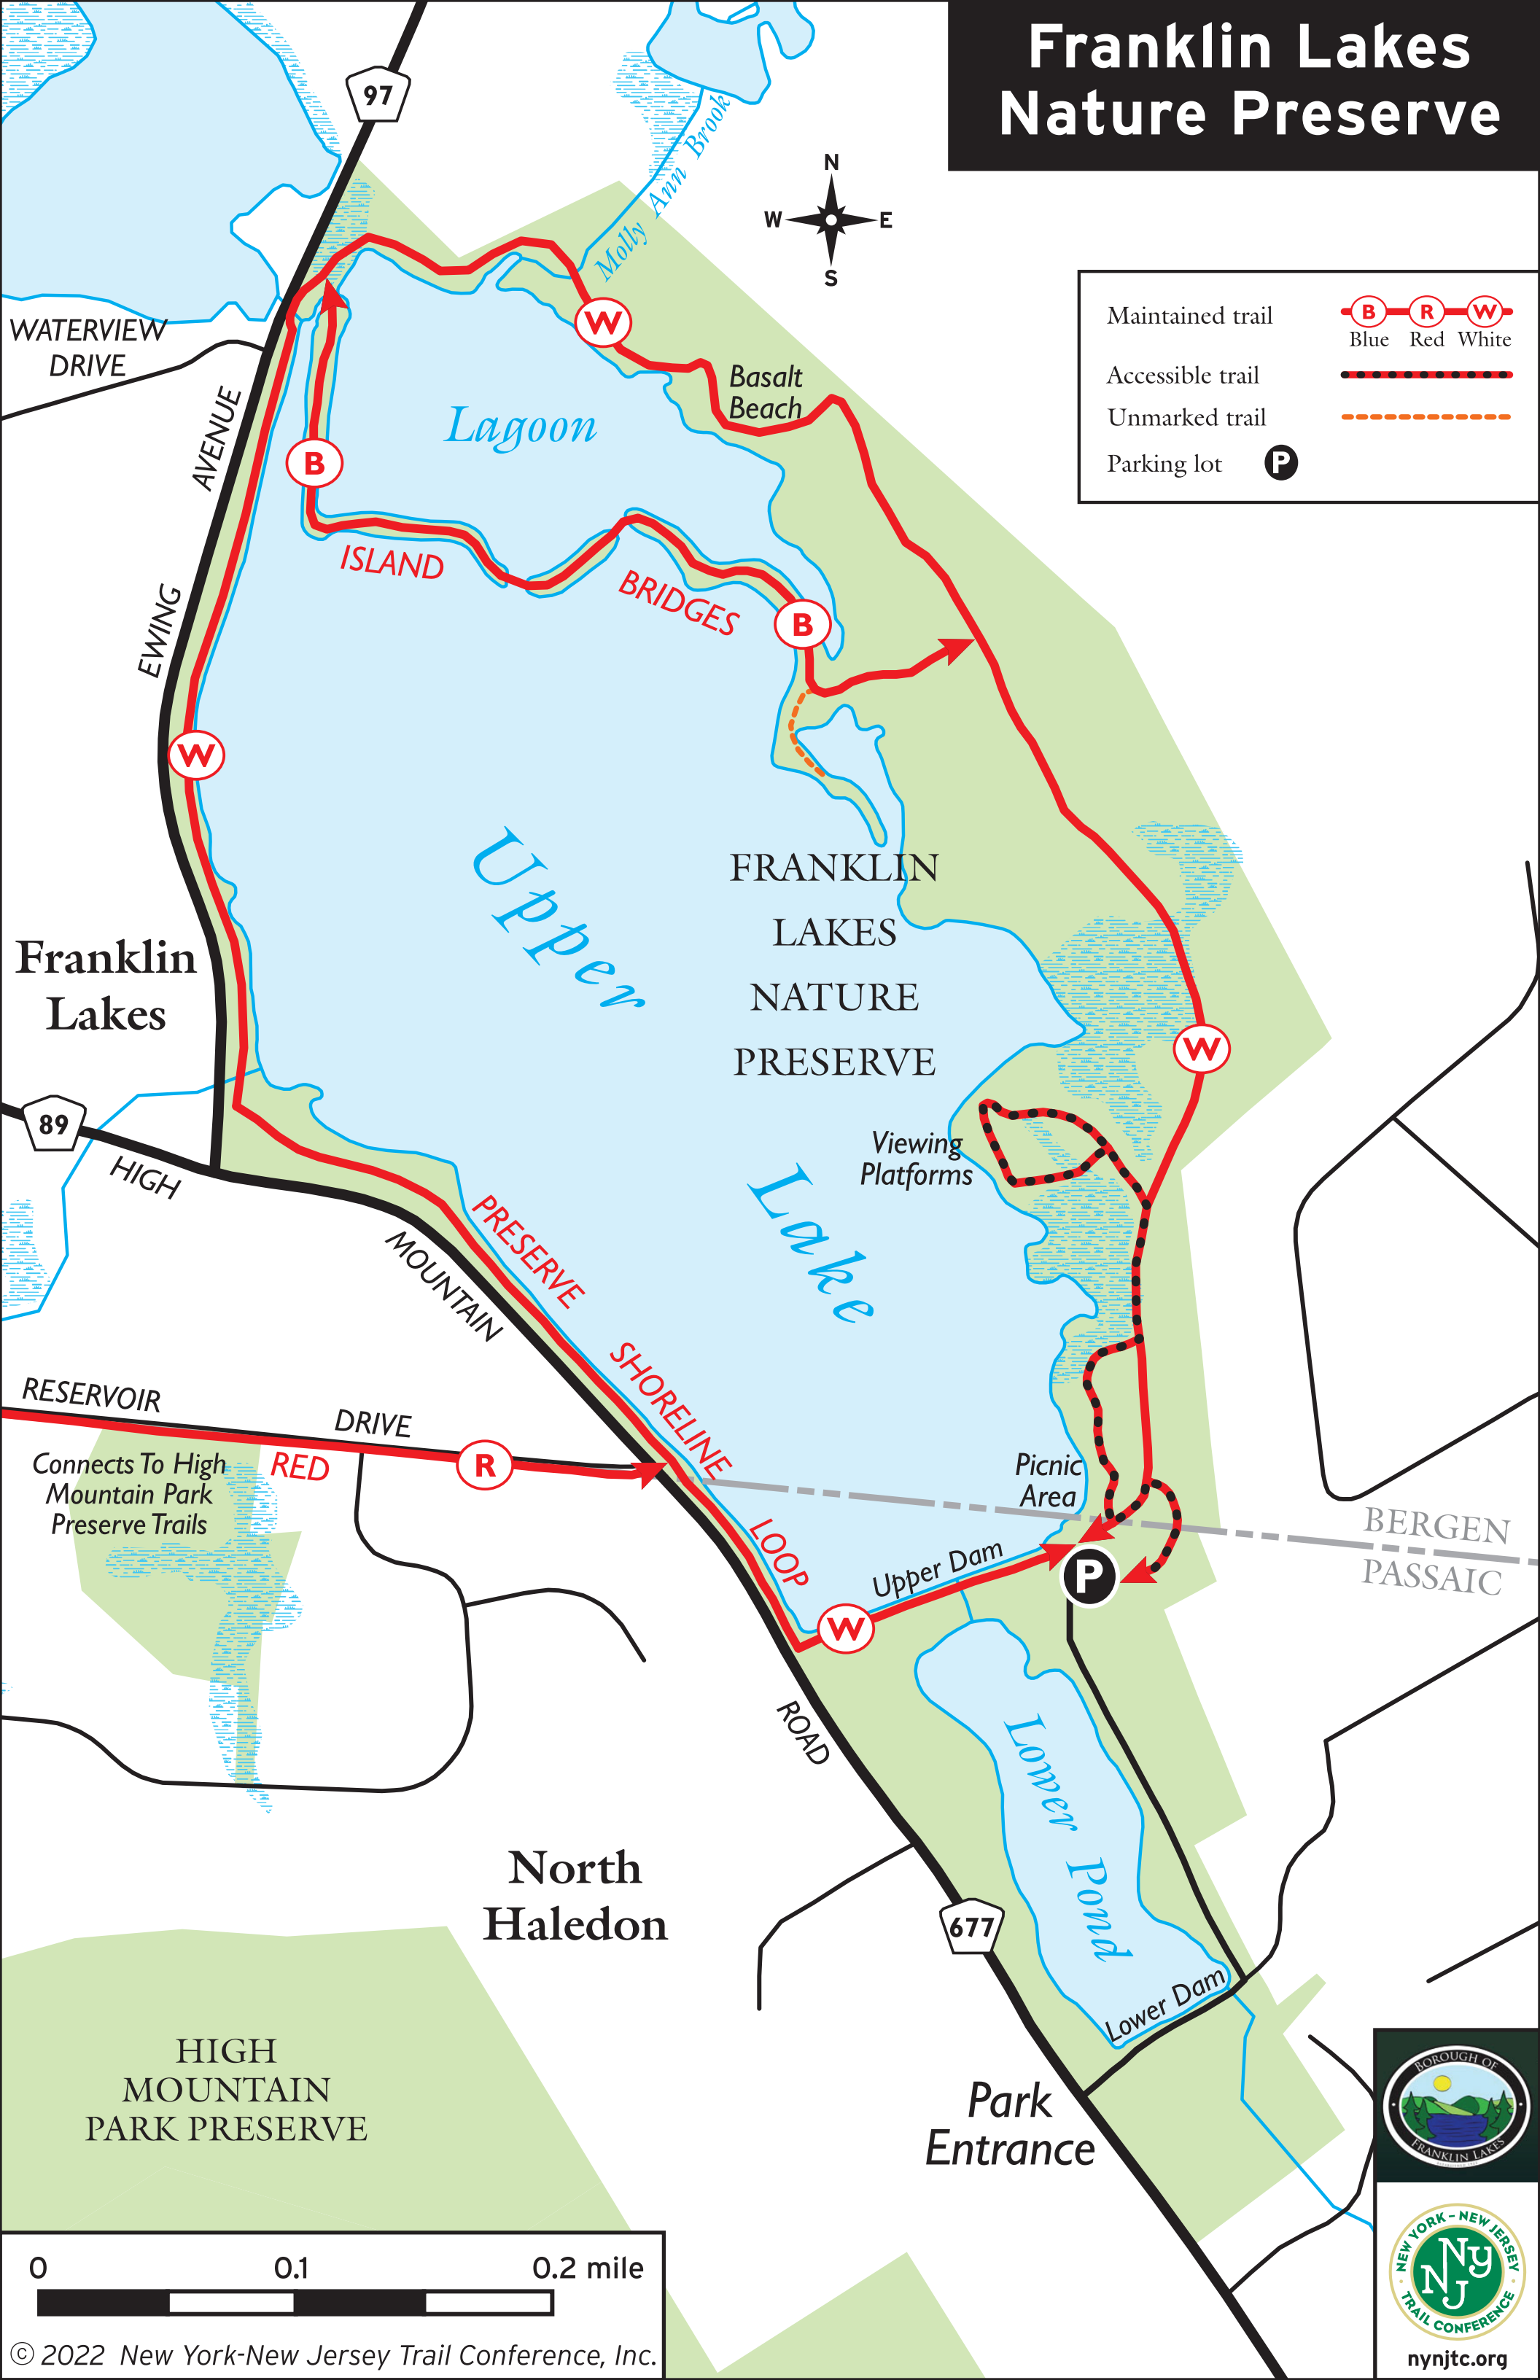 Franklin Lakes
Nature Preserve
97
Molly Ann Brook
N
W
E
S
Maintained trail
B
R
W
Blue
Red
White
Accessible trail
Unmarked trail
Parking lot
P
WATERVIEW
DRIVE
W
Basalt
Beach
Lagoon
B
EWING AVENUE
ISLAND BRIDGES
B
W
Upper Lake
FRANKLIN
LAKES
NATURE
PRESERVE
Franklin
Lakes
W
89
HIGH MOUNTAIN ROAD
Viewing
Platforms
PRESERVE SHORELINE LOOP
RESERVOIR DRIVE
RED
R
Connects To High
Mountain Park
Preserve Trails
Picnic
Area
BERGEN
PASSAIC
Upper Dam
P
W
Lower Pond
North
Haledon
677
Lower Dam
HIGH
MOUNTAIN
PARK PRESERVE
Park
Entrance
BOROUGH OF
FRANKLIN LAKES
0
0.1
0.2 mile
NEW YORK - NEW JERSEY
NY
NJ
TRAIL CONFERENCE
© 2022 New York-New Jersey Trail Conference, Inc.
nynjtc.org